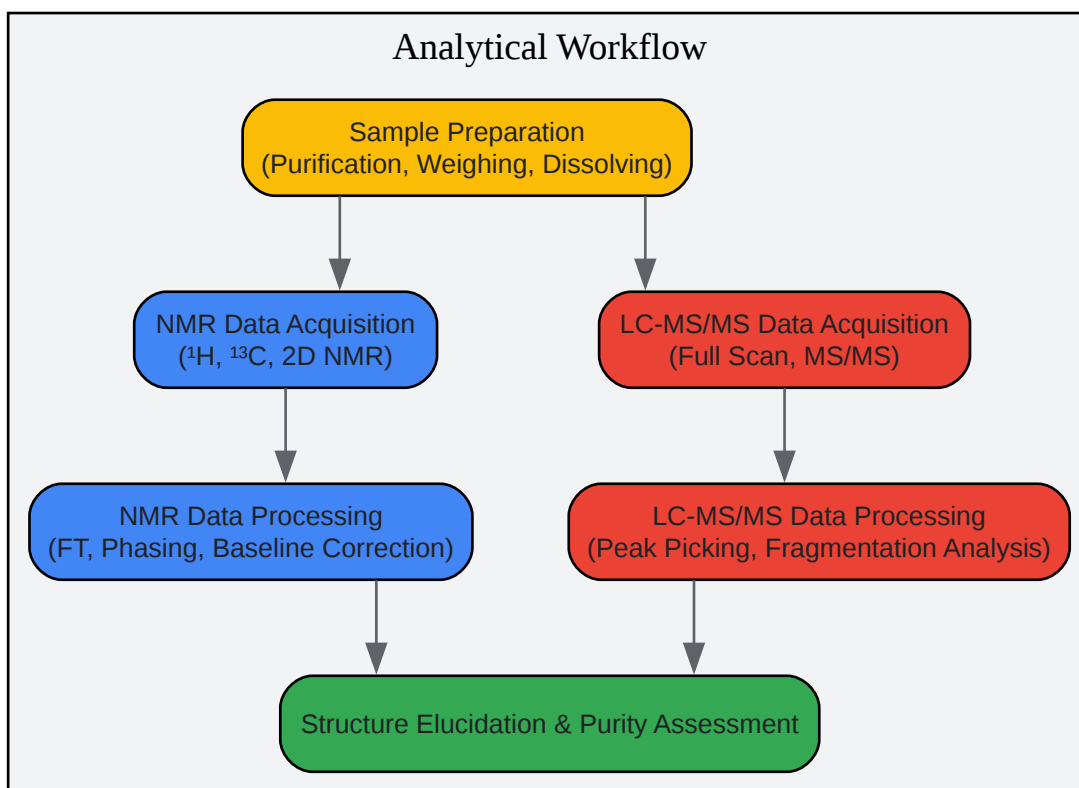 Analytical Workflow
Sample Preparation
(Purification, Weighing, Dissolving)
NMR Data Acquisition
(¹H, ¹³C, 2D NMR)
LC-MS/MS Data Acquisition
(Full Scan, MS/MS)
NMR Data Processing
(FT, Phasing, Baseline Correction)
LC-MS/MS Data Processing
(Peak Picking, Fragmentation Analysis)
Structure Elucidation & Purity Assessment